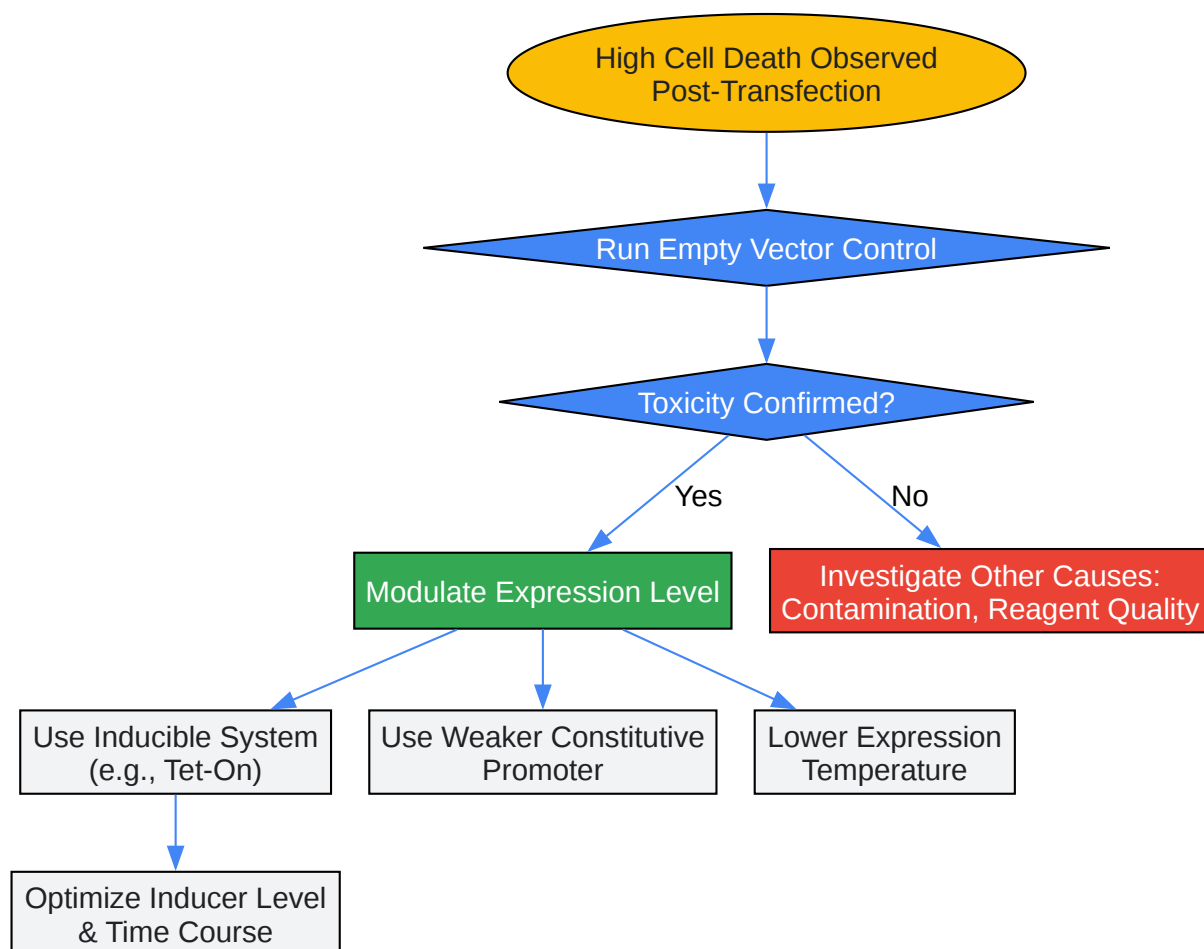 High Cell Death Observed
Post-Transfection
Run Empty Vector Control
Toxicity Confirmed?
Yes
No
Modulate Expression Level
Investigate Other Causes:
Contamination, Reagent Quality
Use Inducible System
(e.g., Tet-On)
Use Weaker Constitutive
Promoter
Lower Expression
Temperature
Optimize Inducer Level
& Time Course